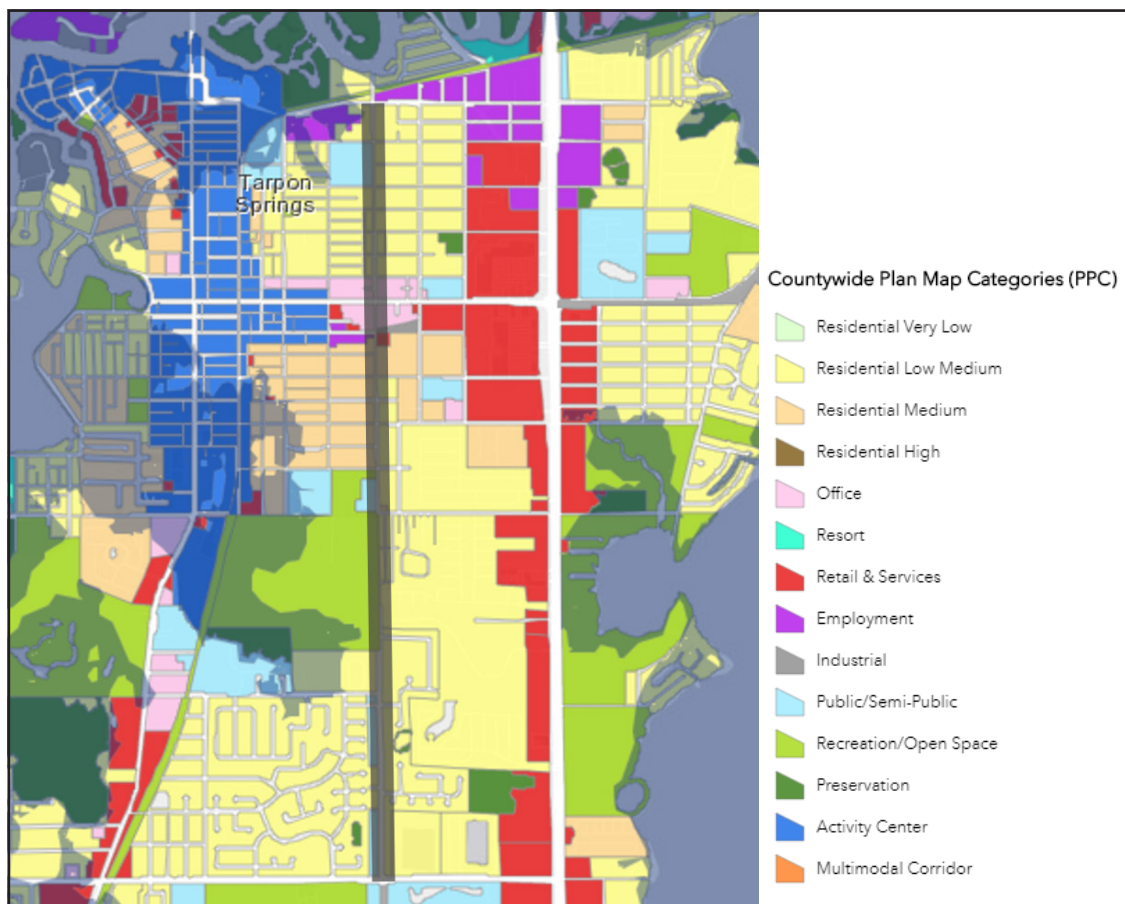 Tarpon
Springs
Countywide Plan Map Categories (PPC)
Residential Very Low
Residential Low Medium
Residential Medium
Residential High
Office
Resort
Retail & Services
Employment
Industrial
Public/Semi-Public
Recreation/Open Space
Preservation
Activity Center
Multimodal Corridor